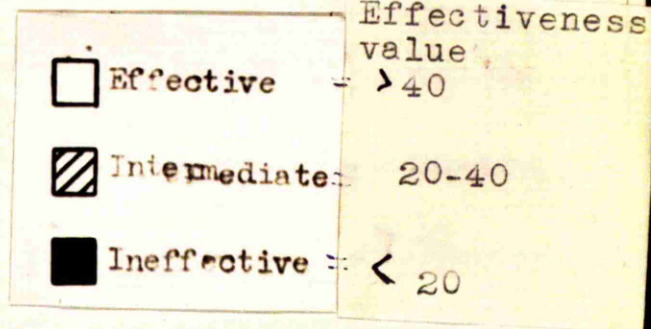 Effectiveness
value
Effective = >40
Intermediate= 20-40
Ineffective = < 20